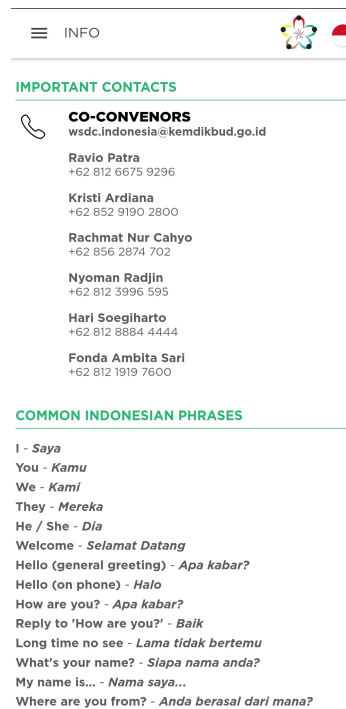 INFO
IMPORTANT CONTACTS
CO-CONVENORS
wsdc.indonesia@kemdikbud.go.id
Ravio Patra
+62 812 6675 9296
Kristi Ardiana
+62 852 9190 2800
Rachmat Nur Cahyo
+62 856 2874 702
Nyoman Radjin
+62 812 3996 595
Hari Soegiharto
+62 812 8884 4444
Fonda Ambita Sari
+62 812 1919 7600
COMMON INDONESIAN PHRASES
I - Saya
You - Kamu
We - Kami
They - Mereka
He / She - Dia
Welcome - Selamat Datang
Hello (general greeting) - Apa kabar?
Hello (on phone) - Halo
How are you? - Apa kabar?
Reply to 'How are you?' - Baik
Long time no see - Lama tidak bertemu
What's your name? - Siapa nama anda?
My name is... - Nama saya...
Where are you from? - Anda berasal dari mana?